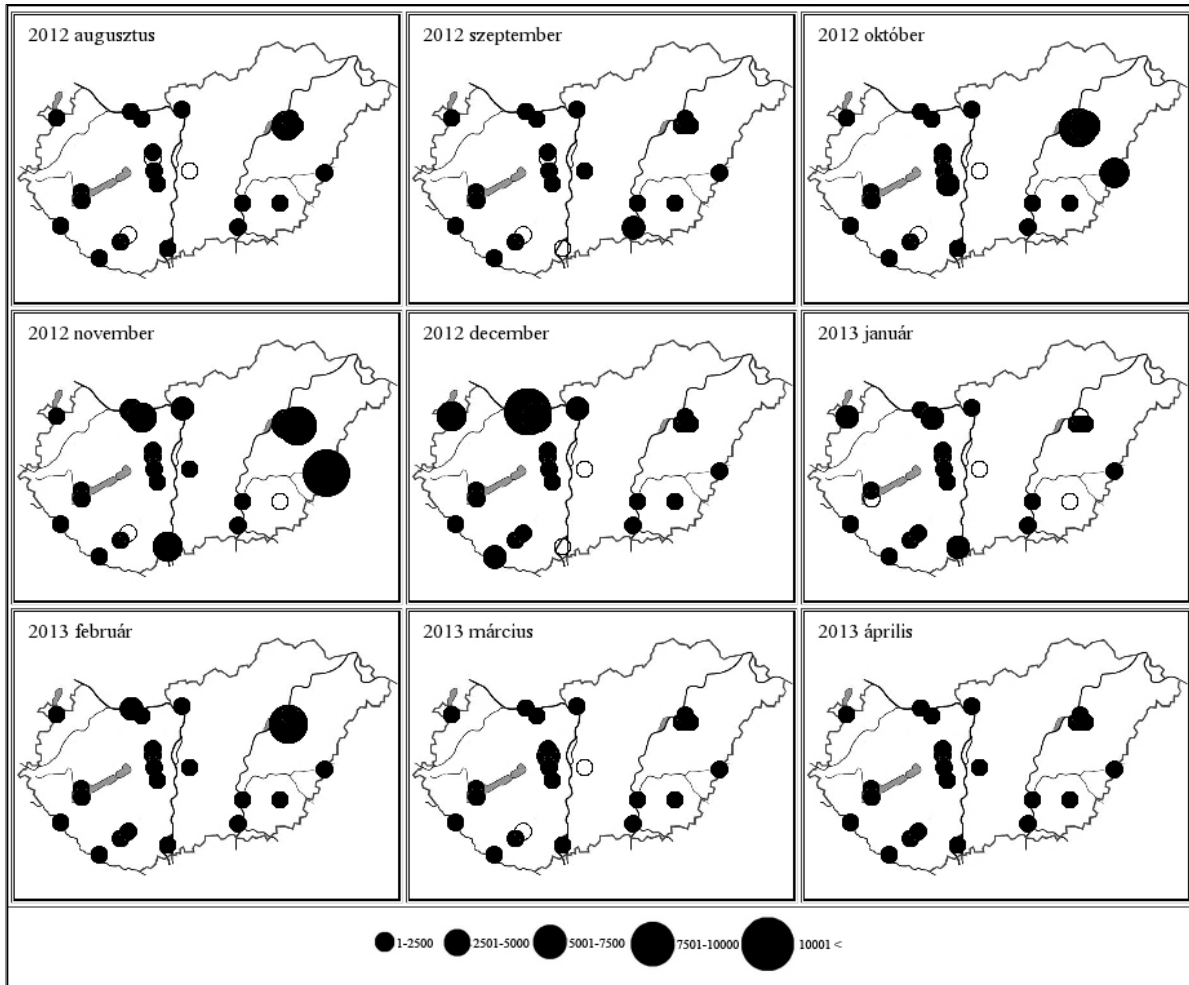 2012 augusztus
2012 szeptember
2012 október
2012 november
2012 december
2013 január
2013 február
2013 március
2013 április
1-2500 2501-5000 5001-7500 7501-10000 10001 <